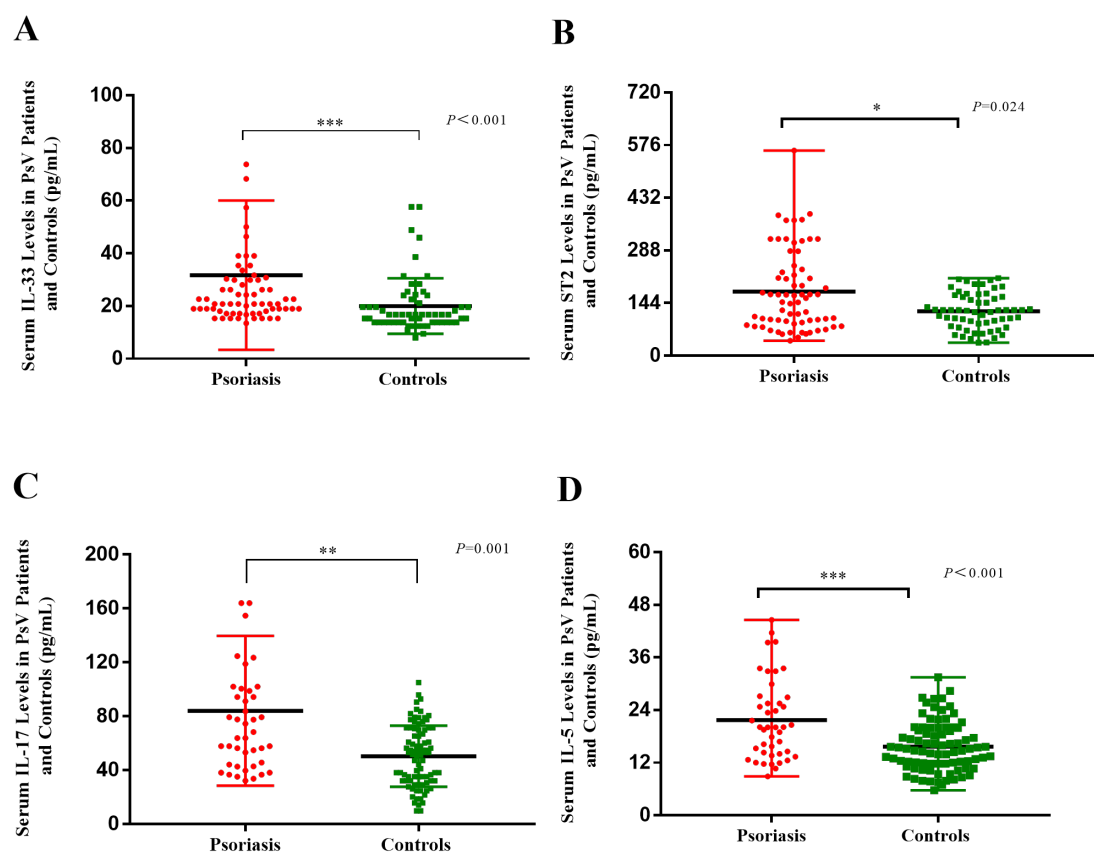 A
Serum IL-33 Levels in PsV Patients
and Controls (pg/mL)
100
80
60
40
20
0
***
P＜0.001
Psoriasis
Controls
B
Serum ST2 Levels in PsV Patients
and Controls (pg/mL)
720
576
432
288
144
0
*
P=0.024
Psoriasis
Controls
C
Serum IL-17 Levels in PsV Patients
and Controls (pg/mL)
200
160
120
80
40
0
**
P=0.001
Psoriasis
Controls
D
Serum IL-5 Levels in PsV Patients
and Controls (pg/mL)
60
48
36
24
12
0
***
P＜0.001
Psoriasis
Controls